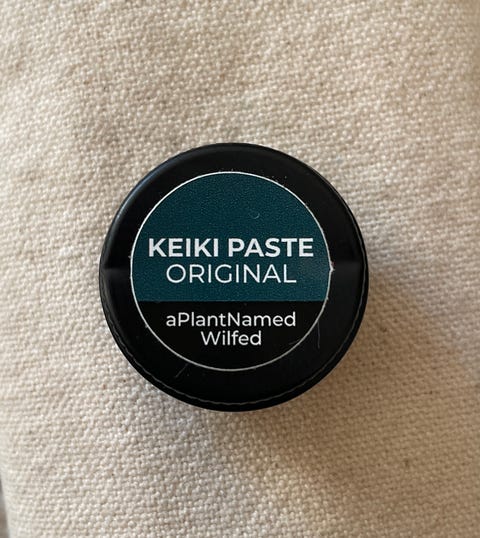 KEIKI PASTE
ORIGINAL
aPlantNamed
Wilfed